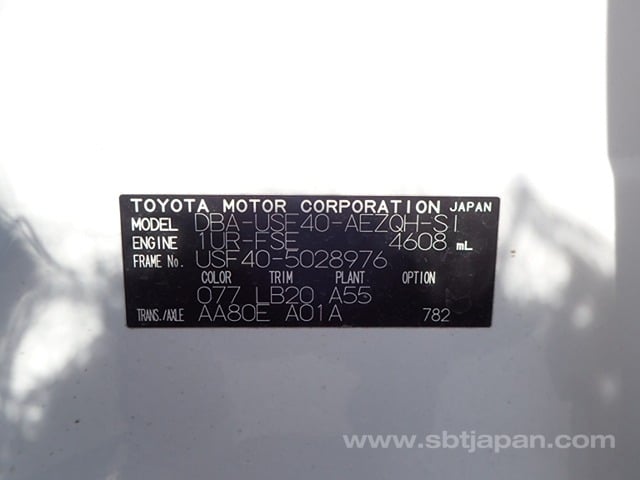 TOYOTA MOTOR CORPORATION JAPAN
MODEL DBA-USF40-AEZQH-SI
ENGINE 1UR-FSE 4608 mL
FRAME No. USF40-5028976
COLOR TRIM PLANT OPTION
077 LB20 A55
TRANS./AXLE AA80E A01A 782
www.sbtjapan.com